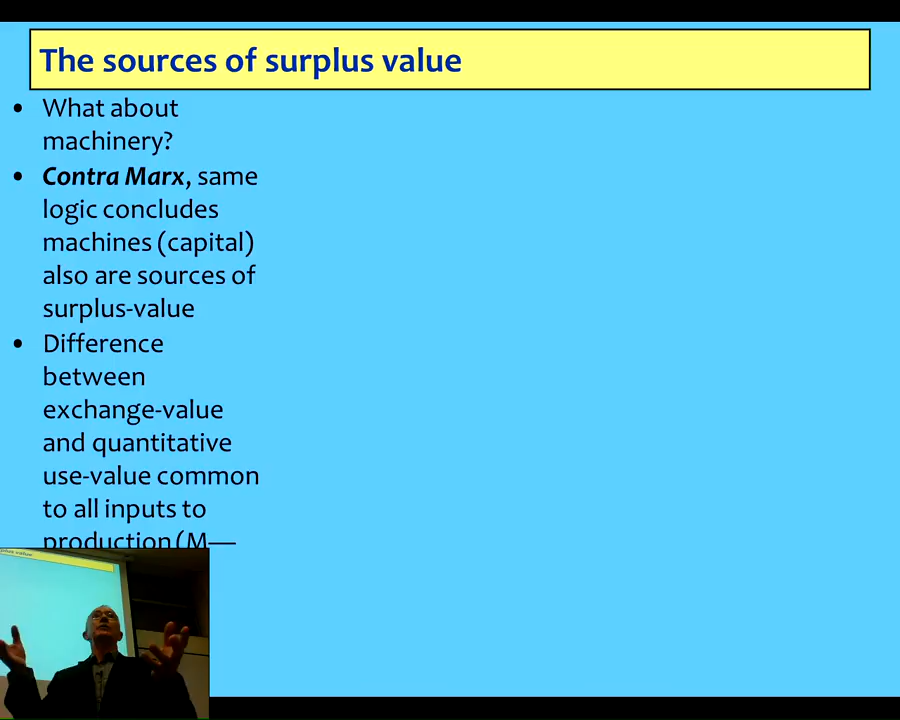 The sources of surplus value
• What about
machinery?
• Contra Marx, same
logic concludes
machines (capital)
also are sources of
surplus-value
• Difference
between
exchange-value
and quantitative
use-value common
to all inputs to
production (M—